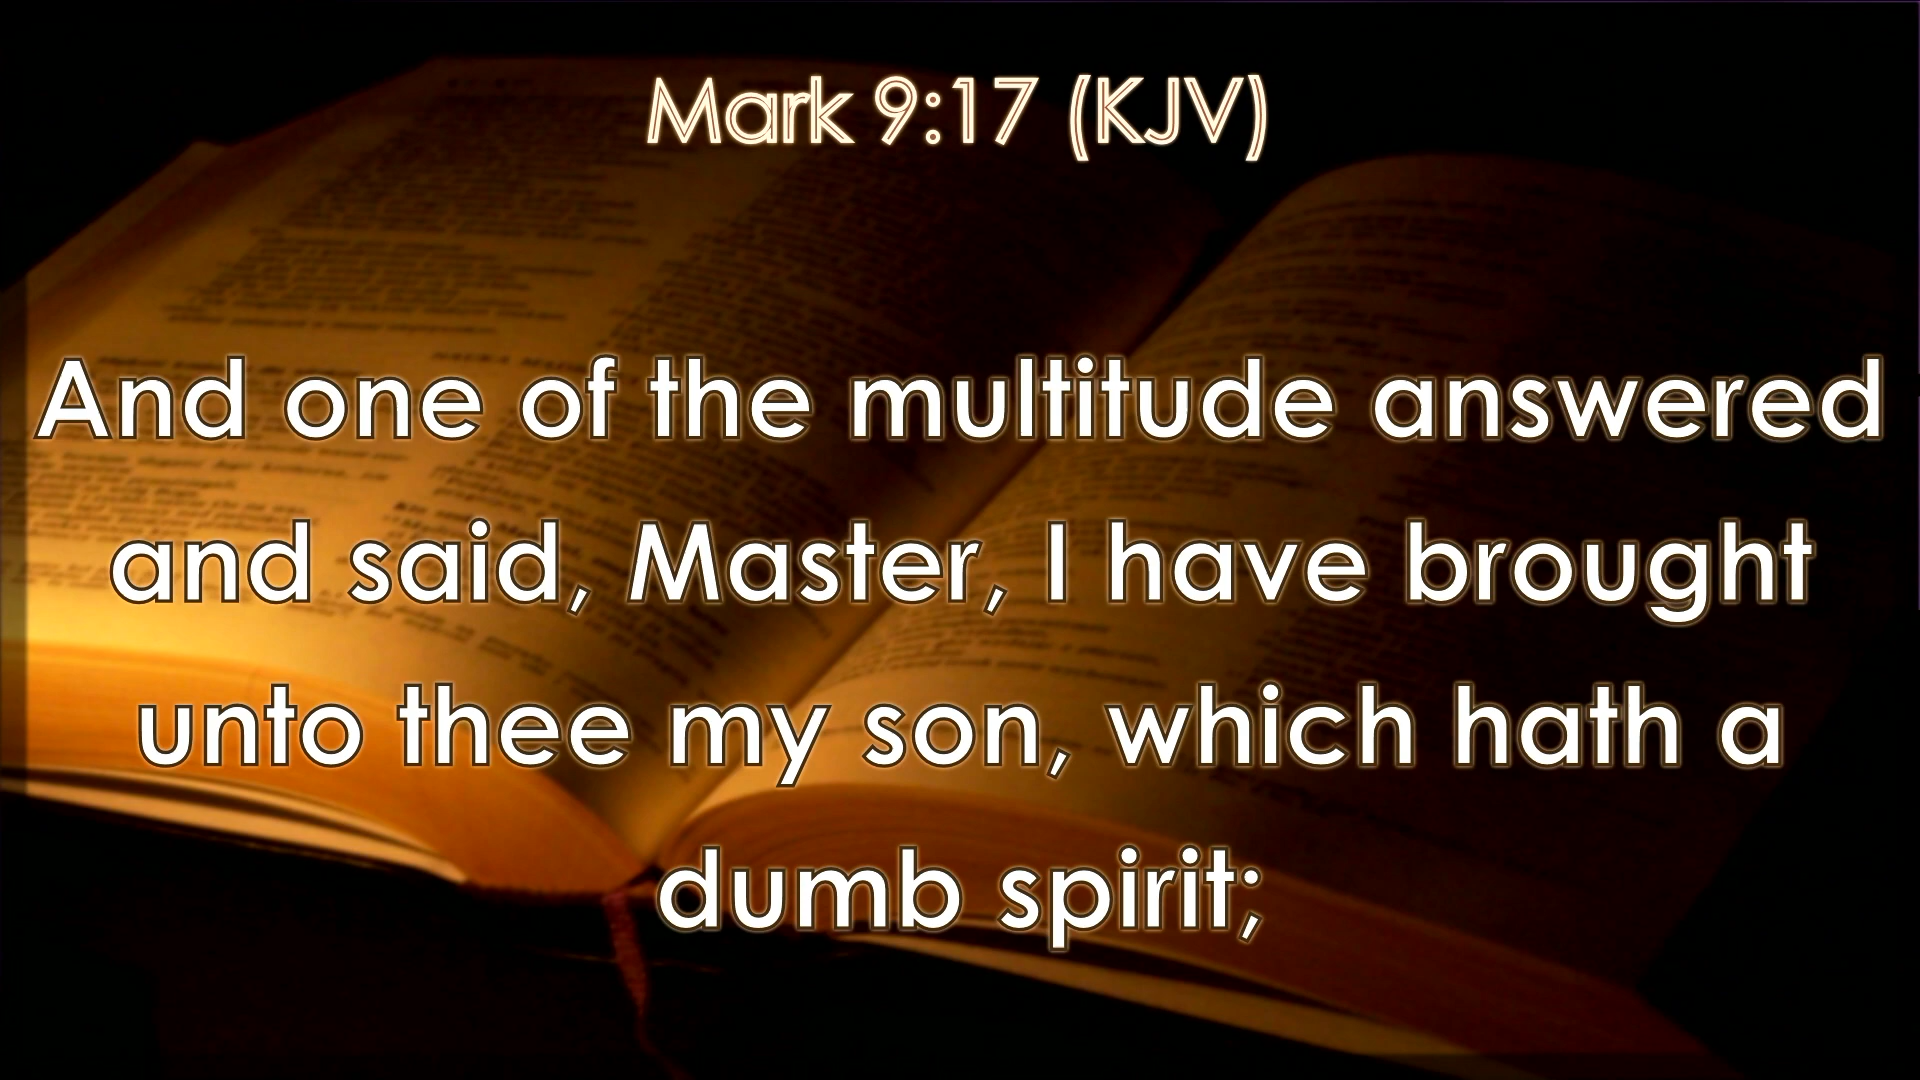 Mark 9:17 (KJV)
And one of the multitude answered
and said, Master, I have brought
unto thee my son, which hath a
dumb spirit;